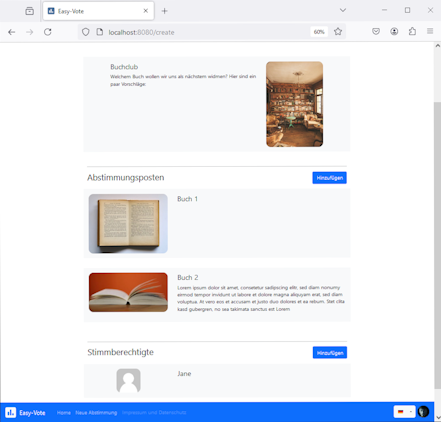 Easy-Vote
localhost:8080/create
60%
Buchclub
Welchem Buch wollen wir uns als nächstem widmen? Hier sind ein
paar Vorschläge:
Abstimmungsposten
Hinzufügen
Buch 1
Buch 2
Lorem ipsum dolor sit amet, consetetur sadipscing elitr, sed diam nonumy
eirmod tempor invidunt ut labore et dolore magna aliquyam erat, sed diam
voluptua. At vero eos et accusam et justo duo dolores et ea rebum. Stet clita
kasd gubergren, no sea takimata sanctus est Lorem
Stimmberechtigte
Hinzufügen
Jane
Easy-Vote
Home
Neue Abstimmung
Impressum und Datenschutz